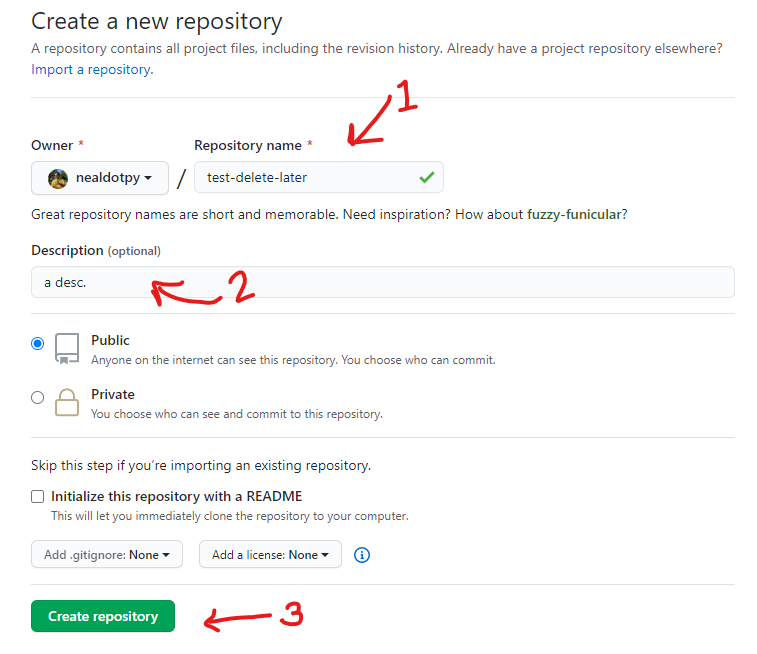 Create a new repository
A repository contains all project files, including the revision history. Already have a project repository elsewhere?
Import a repository.
1
Owner * Repository name *
nealdotpy / test-delete-later
Great repository names are short and memorable. Need inspiration? How about fuzzy-funicular?
Description (optional)
a desc. 2
Public
Anyone on the internet can see this repository. You choose who can commit.
Private
You choose who can see and commit to this repository.
Skip this step if you're importing an existing repository.
Initialize this repository with a README
This will let you immediately clone the repository to your computer.
Add .gitignore: None Add a license: None
Create repository 3